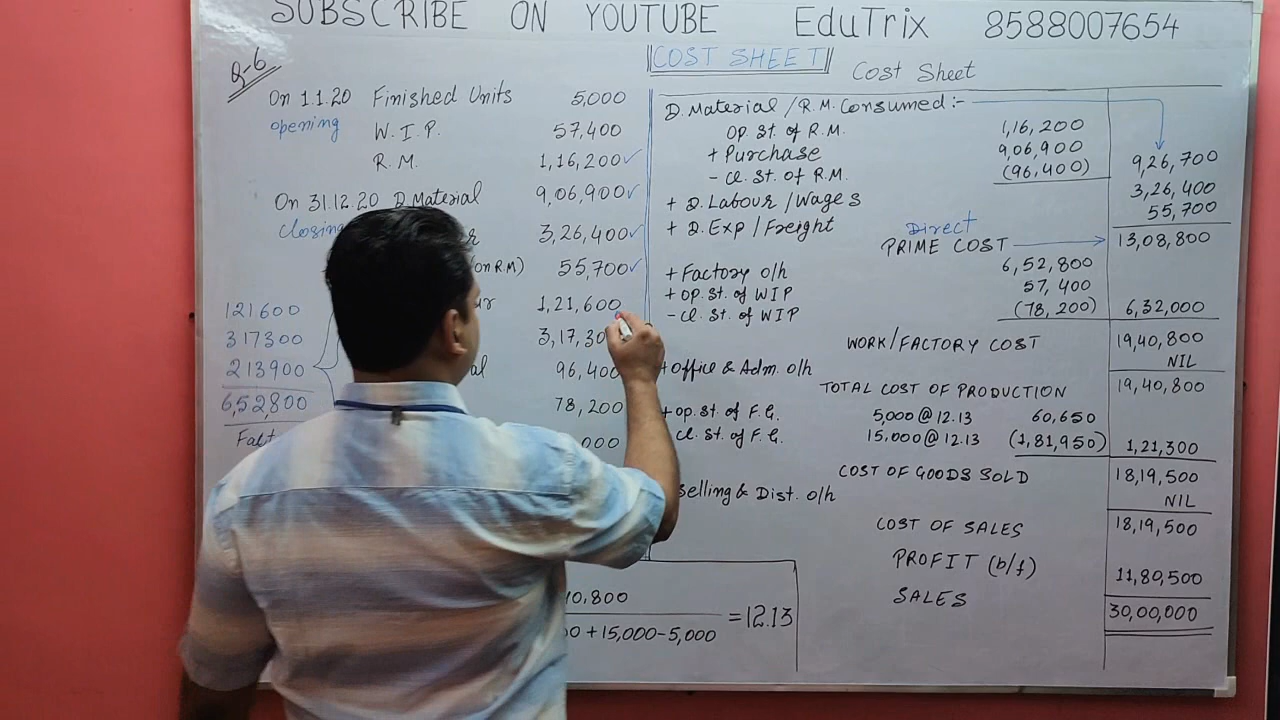 SUBSCRIBE ON YOUTUBE EduTrix 8588007654
Q-6
COST SHEET
Cost Sheet
On 1.1.20 Finished Units 5,000
opening W.I.P. 57,400
R.M. 1,16,200✓
On 31.12.20 D.Material 9,06,900✓
closing 3,26,400✓
(on R.M) 55,700✓
1,21,600
96,400
78,200
121600
317300
213900
6,52800
D. Material / R.M. Consumed :-
Op. St. of R.M. 1,16,200
+ Purchase 9,06,900
- Cl. St. of R.M. (96,400) 9,26,700
+ D. Labour / Wages 3,26,400
+ D. Exp / Freight 55,700
Direct
PRIME COST 13,08,800
+ Factory o/h 6,52,800
+ Op. St. of WIP 57,400
- Cl. St. of WIP (78,200) 6,32,000
WORK/FACTORY COST 19,40,800
+Office & Adm. o/h NIL
TOTAL COST OF PRODUCTION 19,40,800
+ Op. St. of F.G. 5,000 @ 12.13 60,650
Cl. St. of F.G. 15,000 @ 12.13 (1,81,950) 1,21,300
COST OF GOODS SOLD 18,19,500
Selling & Dist. o/h NIL
COST OF SALES 18,19,500
PROFIT (b/f) 11,80,500
SALES 30,00,000
0,800
+ 15,000 - 5,000 = 12.13